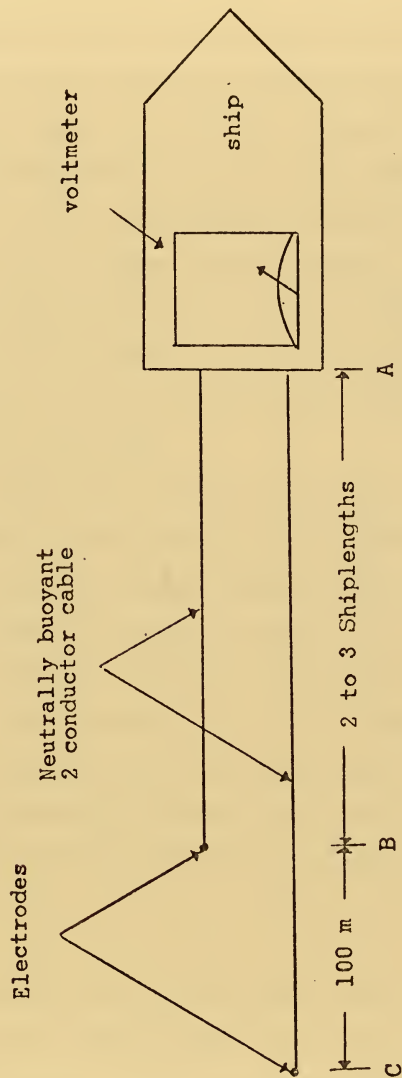 Electrodes
Neutrally buoyant
2 conductor cable
voltmeter
ship
100 m
2 to 3 Shiplengths
C
B
A